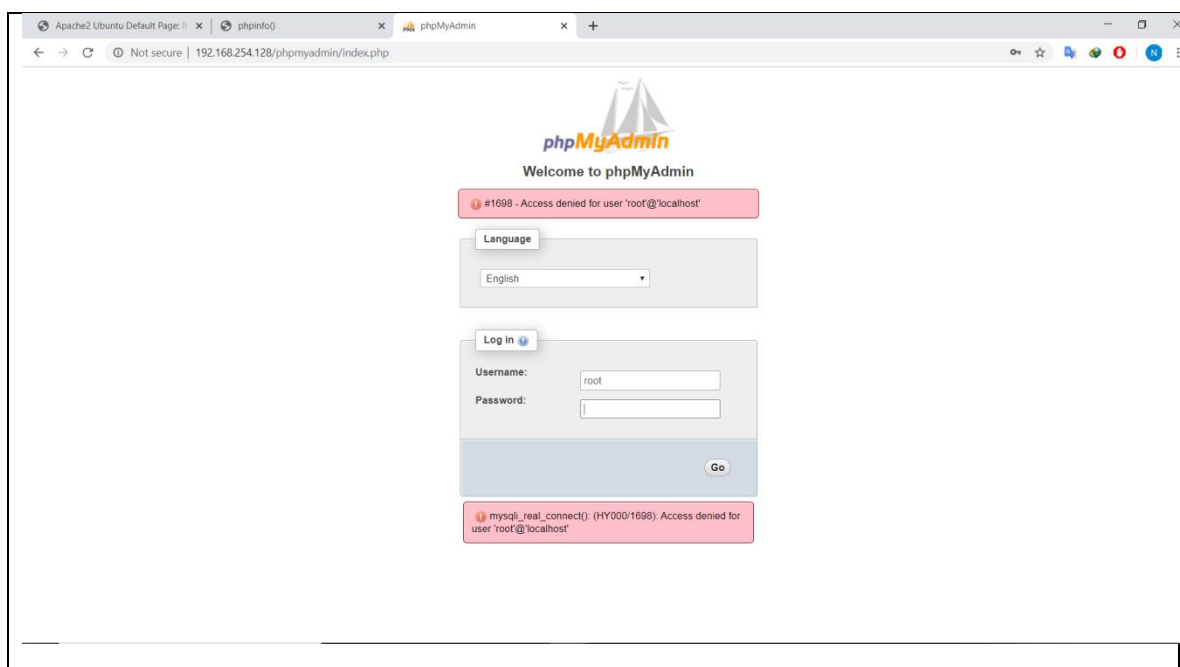 Apache2 Ubuntu Default Page: It
phpinfo()
phpMyAdmin
Not secure | 192.168.254.128/phpmyadmin/index.php
N
phpMyAdmin
Welcome to phpMyAdmin
#1698 - Access denied for user 'root'@'localhost'
Language
English
Log in
Username:
root
Password:
Go
mysqli_real_connect(): (HY000/1698): Access denied for
user 'root'@'localhost'